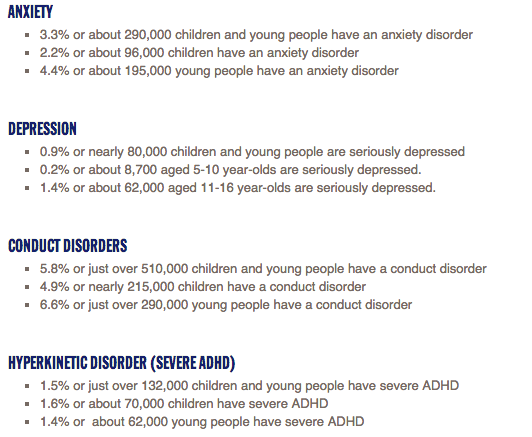 ANXIETY
3.3% or about 290,000 children and young people have an anxiety disorder
2.2% or about 96,000 children have an anxiety disorder
4.4% or about 195,000 young people have an anxiety disorder
DEPRESSION
0.9% or nearly 80,000 children and young people are seriously depressed
0.2% or about 8,700 aged 5-10 year-olds are seriously depressed.
1.4% or about 62,000 aged 11-16 year-olds are seriously depressed.
CONDUCT DISORDERS
5.8% or just over 510,000 children and young people have a conduct disorder
4.9% or nearly 215,000 children have a conduct disorder
6.6% or just over 290,000 young people have a conduct disorder
HYPERKINETIC DISORDER (SEVERE ADHD)
1.5% or just over 132,000 children and young people have severe ADHD
1.6% or about 70,000 children have severe ADHD
1.4% or about 62,000 young people have severe ADHD